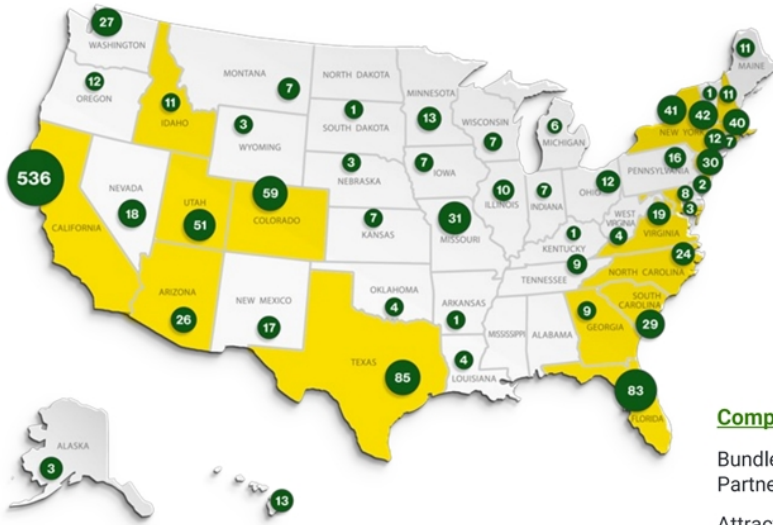 27
WASHINGTON
11
MAINE
12
OREGON
MONTANA
7
NORTH DAKOTA
MINNESOTA
13
11
IDAHO
1
SOUTH DAKOTA
WISCONSIN
7
6
MICHIGAN
41
42
1
11
40
NEW YORK
12
7
3
WYOMING
3
NEBRASKA
7
IOWA
16
PENNSYLVANIA
30
536
CALIFORNIA
NEVADA
18
UTAH
51
59
COLORADO
7
KANSAS
31
MISSOURI
10
ILLINOIS
7
INDIANA
12
OHIO
8
2
3
WEST
VIRGINIA
4
19
VIRGINIA
1
KENTUCKY
9
TENNESSEE
24
NORTH CAROLINA
ARIZONA
26
NEW MEXICO
17
OKLAHOMA
4
ARKANSAS
1
SOUTH
CAROLINA
29
9
GEORGIA
MISSISSIPPI
ALABAMA
TEXAS
85
4
LOUISIANA
83
FLORIDA
ALASKA
3
13
Comp
Bundle
Partne
Attrac